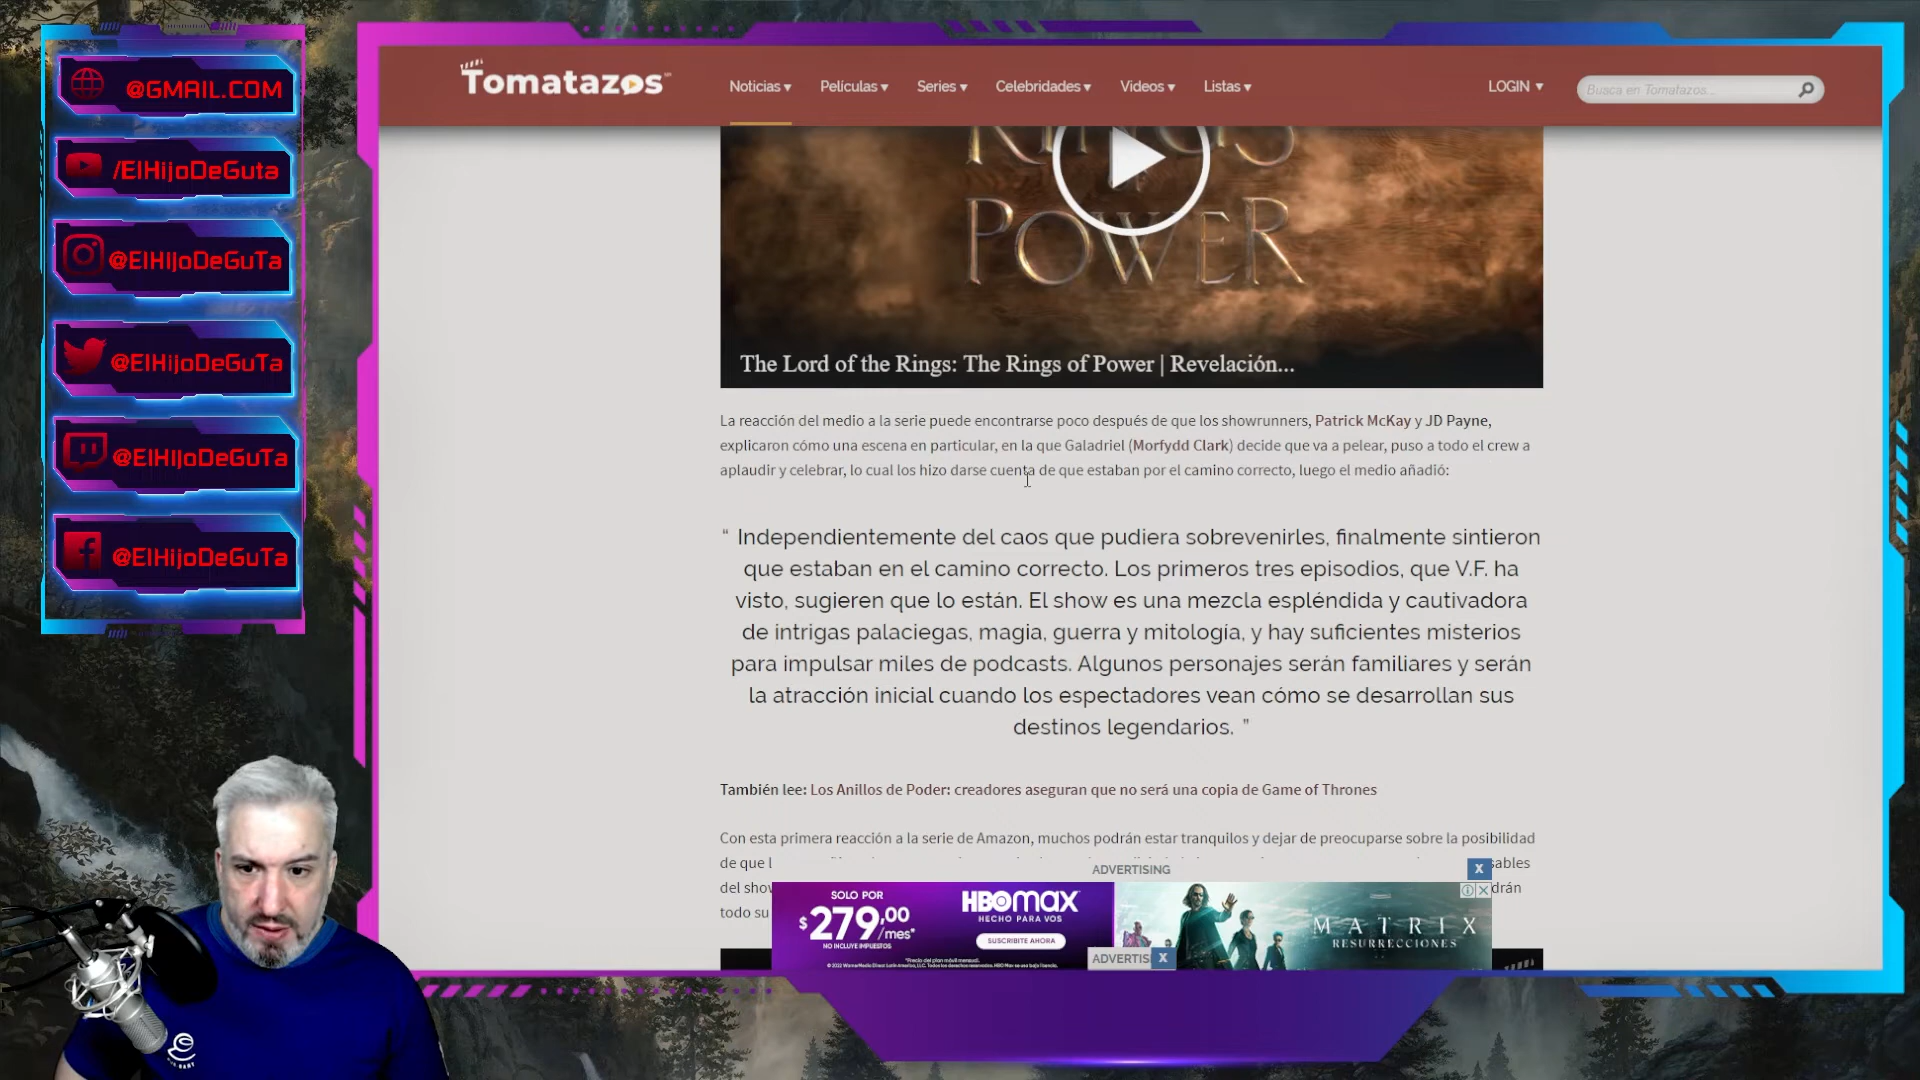 @GMAIL.COM
/ElHijoDeGuta
@ElHIjoDeGuTa
@ElHIjoDeGuTa
@ElHIjoDeGuTa
@ElHIjoDeGuTa
Tomatazos
Noticias
Películas
Series
Celebridades
Videos
Listas
LOGIN
Busca en Tomatazos...
RINGS
POWER
The Lord of the Rings: The Rings of Power | Revelación...
La reacción del medio a la serie puede encontrarse poco después de que los showrunners, Patrick McKay y JD Payne,
explicaron cómo una escena en particular, en la que Galadriel (Morfydd Clark) decide que va a pelear, puso a todo el crew a
aplaudir y celebrar, lo cual los hizo darse cuenta de que estaban por el camino correcto, luego el medio añadió:
“ Independientemente del caos que pudiera sobrevenirles, finalmente sintieron
que estaban en el camino correcto. Los primeros tres episodios, que V.F. ha
visto, sugieren que lo están. El show es una mezcla espléndida y cautivadora
de intrigas palaciegas, magia, guerra y mitología, y hay suficientes misterios
para impulsar miles de podcasts. Algunos personajes serán familiares y serán
la atracción inicial cuando los espectadores vean cómo se desarrollan sus
destinos legendarios. ”
También lee: Los Anillos de Poder: creadores aseguran que no será una copia de Game of Thrones
Con esta primera reacción a la serie de Amazon, muchos podrán estar tranquilos y dejar de preocuparse sobre la posibilidad
de que l
sables
del show
drán
todo su
ADVERTISING
X
SOLO POR
$279,00
/mes*
NO INCLUYE IMPUESTOS
HBOMAX
HECHO PARA VOS
SUSCRIBITE AHORA
MATRIX
RESURRECCIONES
ADVERTIS
X